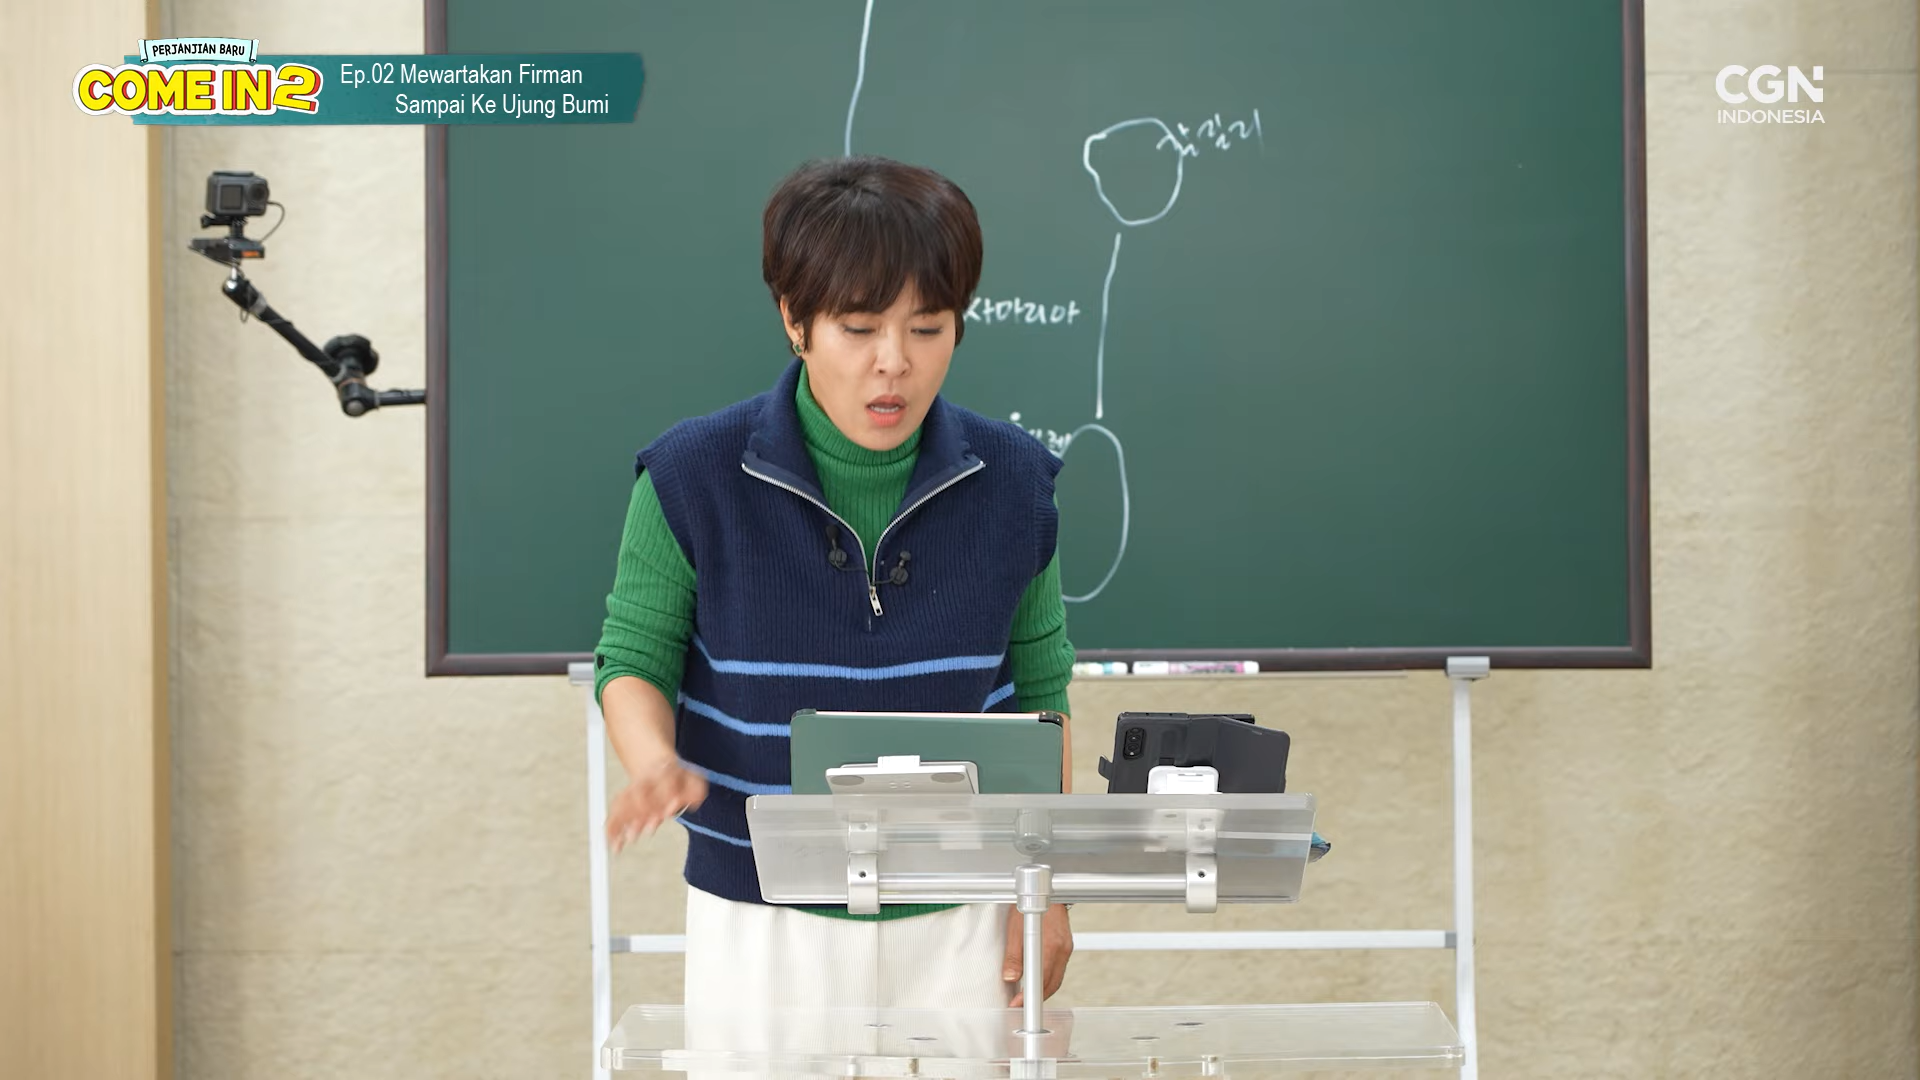 PERJANJIAN BARU
COME IN 2
Ep.02 Mewartakan Firman
Sampai Ke Ujung Bumi
CGN
INDONESIA
갈릴리
사마리아